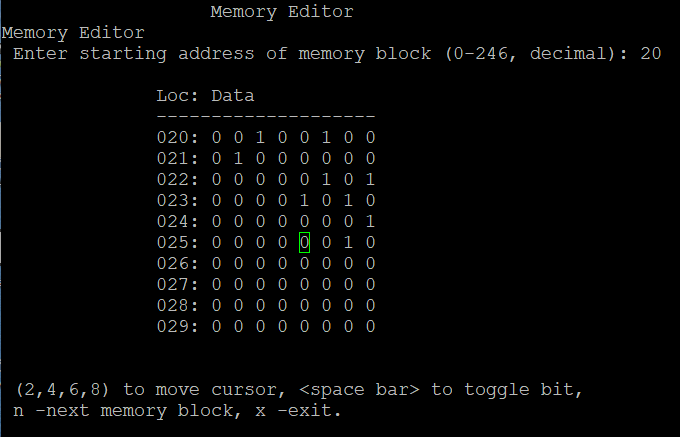 Memory Editor
Memory Editor
Enter starting address of memory block (0-246, decimal): 20
Loc: Data
--------------------
020: 0 0 1 0 0 1 0 0
021: 0 1 0 0 0 0 0 0
022: 0 0 0 0 0 1 0 1
023: 0 0 0 0 1 0 1 0
024: 0 0 0 0 0 0 0 1
025: 0 0 0 0 0 0 1 0
026: 0 0 0 0 0 0 0 0
027: 0 0 0 0 0 0 0 0
028: 0 0 0 0 0 0 0 0
029: 0 0 0 0 0 0 0 0
(2,4,6,8) to move cursor, <space bar> to toggle bit,
n -next memory block, x -exit.